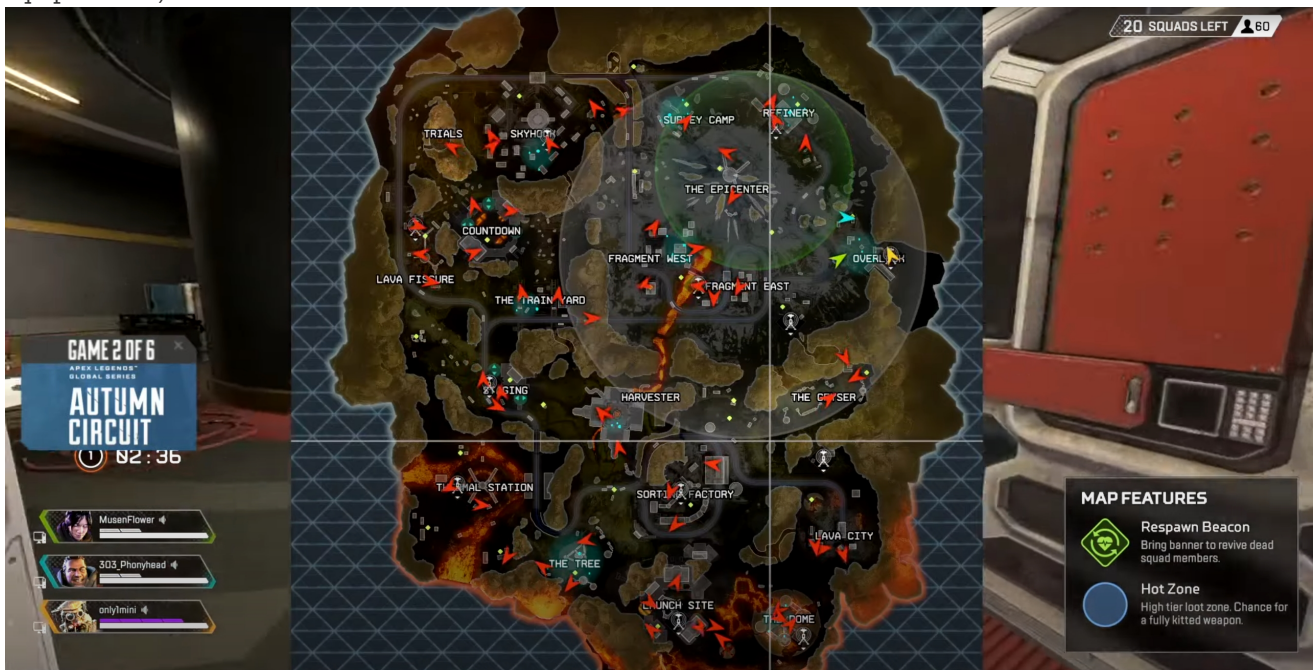 20 SQUADS LEFT 60
SURVEY CAMP
REFINERY
TRIALS
SKYHOOK
THE EPICENTER
COUNTDOWN
FRAGMENT WEST
OVERLOOK
LAVA FISSURE
FRAGMENT EAST
THE TRAIN YARD
GAME 2 OF 6
APEX LEGENDS™
GLOBAL SERIES
AUTUMN
CIRCUIT
STAGING
HARVESTER
THE GEYSER
1 02:36
THERMAL STATION
SORTING FACTORY
MAP FEATURES
Respawn Beacon
Bring banner to revive dead
squad members.
Hot Zone
High tier loot zone. Chance for
a fully kitted weapon.
MusenFlower
303_Phonyhead
only1mini
LAVA CITY
THE TREE
LAUNCH SITE
THE DOME